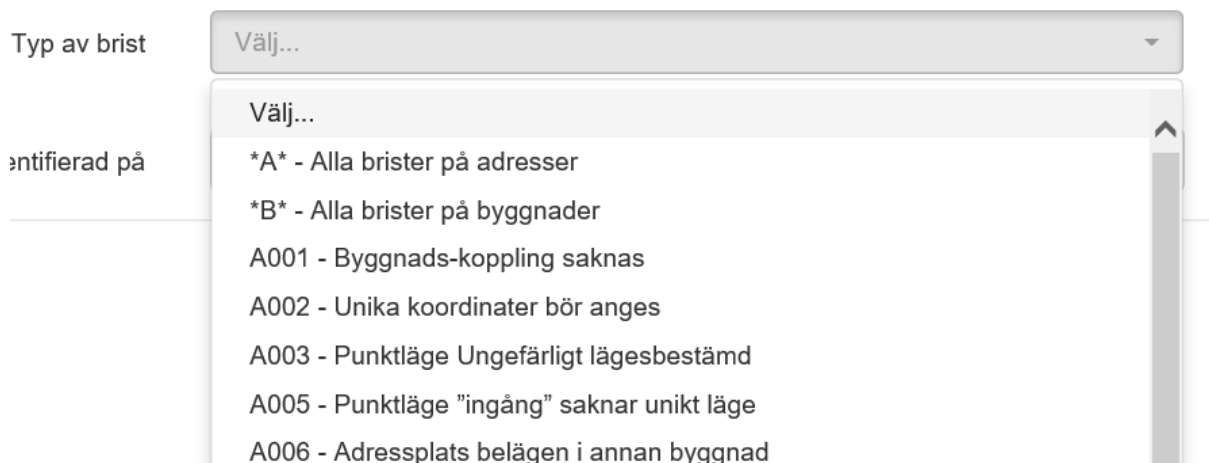 Typ av brist
Välj...
Välj...
*A* - Alla brister på adresser
entifierad på
*B* - Alla brister på byggnader
A001 - Byggnads-koppling saknas
A002 - Unika koordinater bör anges
A003 - Punktläge Ungefärligt lägesbestämd
A005 - Punktläge ”ingång” saknar unikt läge
A006 - Adressplats belägen i annan byggnad